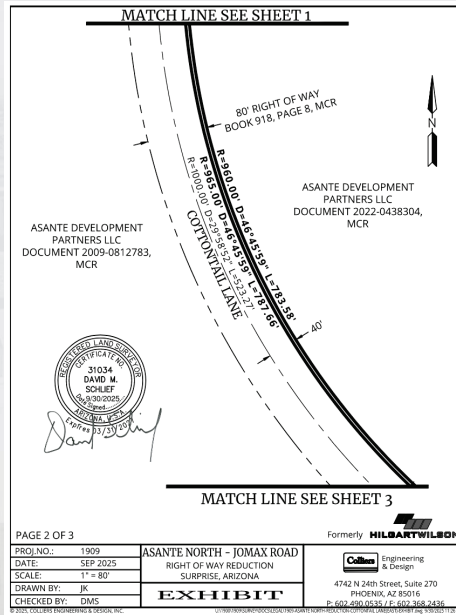 MATCH LINE SEE SHEET 1
80' RIGHT OF WAY
BOOK 918, PAGE 8, MCR
N
R=960.00' D=46°45'59" L=783.58'
R=965.00' D=46°45'59" L=787.66'
R=1000.00' D=29°58'52" L=523.27'
COTTONTAIL LANE
ASANTE DEVELOPMENT
PARTNERS LLC
DOCUMENT 2022-0438304,
MCR
ASANTE DEVELOPMENT
PARTNERS LLC
DOCUMENT 2009-0812783,
MCR
40'
REGISTERED LAND SURVEYOR
CERTIFICATE NO.
31034
DAVID M.
SCHLIEF
Date Signed 9/30/2025
ARIZONA, U.S.A.
Expires 03/31/
MATCH LINE SEE SHEET 3
PAGE 2 OF 3
Formerly HILGARTWILSON
PROJ.NO.: 1909
DATE: SEP 2025
SCALE: 1" = 80'
DRAWN BY: JK
CHECKED BY: DMS
ASANTE NORTH - JOMAX ROAD
RIGHT OF WAY REDUCTION
SURPRISE, ARIZONA
EXHIBIT
Colliers Engineering
& Design
4742 N 24th Street, Suite 270
PHOENIX, AZ 85016
P: 602.490.0535 / F: 602.368.2436
© 2025, COLLIERS ENGINEERING & DESIGN, INC.